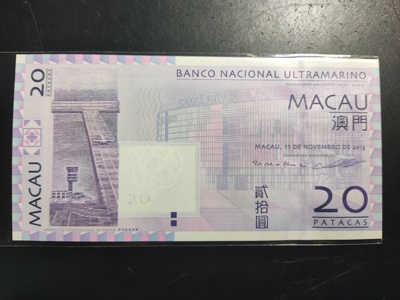 20
PATACAS
MACAU
BANCO NACIONAL ULTRAMARINO
MACAU
澳門
MACAU, 11 DE NOVEMBRO DE 2013
20
貳拾圓
20
PATACAS